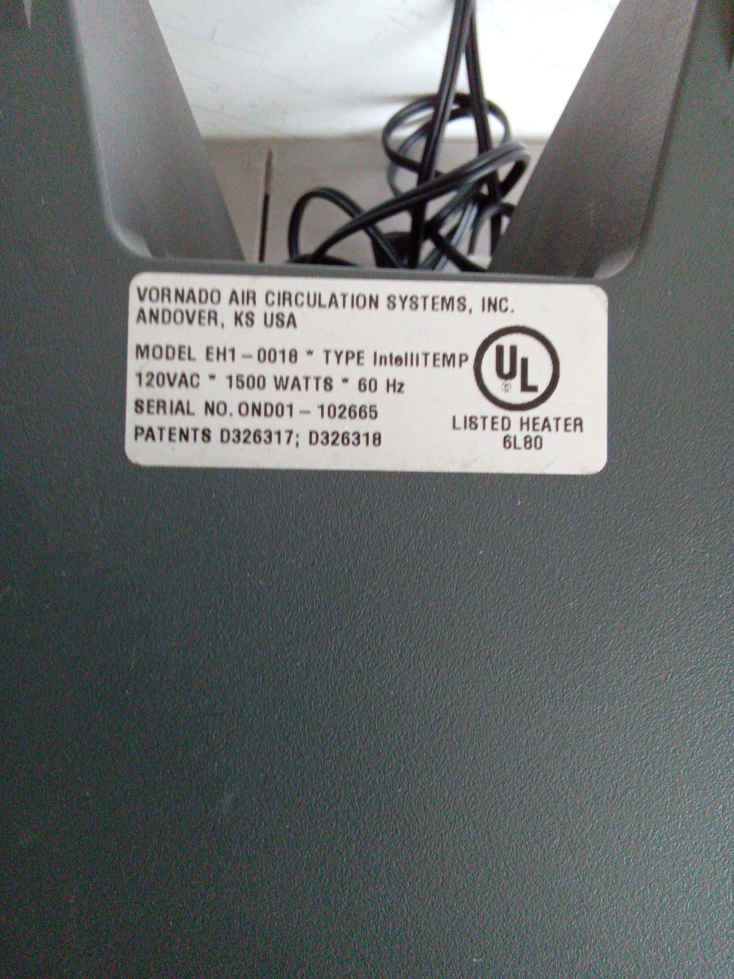 VORNADO AIR CIRCULATION SYSTEMS, INC.
ANDOVER, KS USA
MODEL EH1-0018 * TYPE IntelliTEMP
120VAC * 1500 WATTS * 60 Hz
SERIAL NO. OND01-102665
PATENTS D326317; D326318
UL
©
LISTED HEATER
6L80